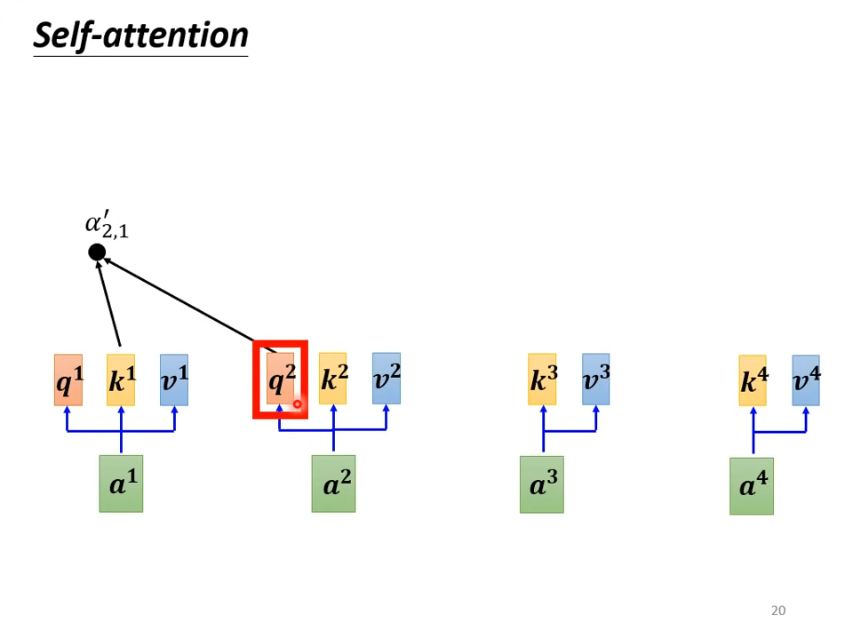 Self-attention
α′2,1
q1 k1 v1 q2 k2 v2 k3 v3 k4 v4
a1 a2 a3 a4
20